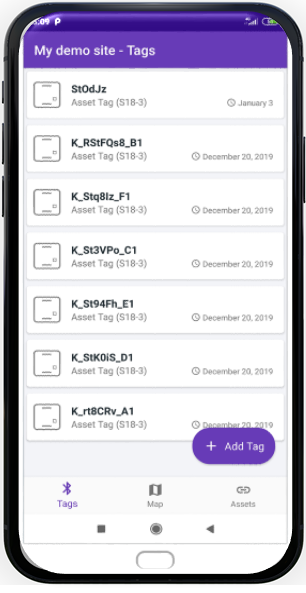 5:09 P
My demo site - Tags
StOdJz
Asset Tag (S18-3)
January 3
K_RStFQs8_B1
Asset Tag (S18-3)
December 20, 2019
K_Stq8Iz_F1
Asset Tag (S18-3)
December 20, 2019
K_St3VPo_C1
Asset Tag (S18-3)
December 20, 2019
K_St94Fh_E1
Asset Tag (S18-3)
December 20, 2019
K_StK0iS_D1
Asset Tag (S18-3)
December 20, 2019
K_rt8CRv_A1
Asset Tag (S18-3)
December 20, 2019
+ Add Tag
Tags
Map
Assets